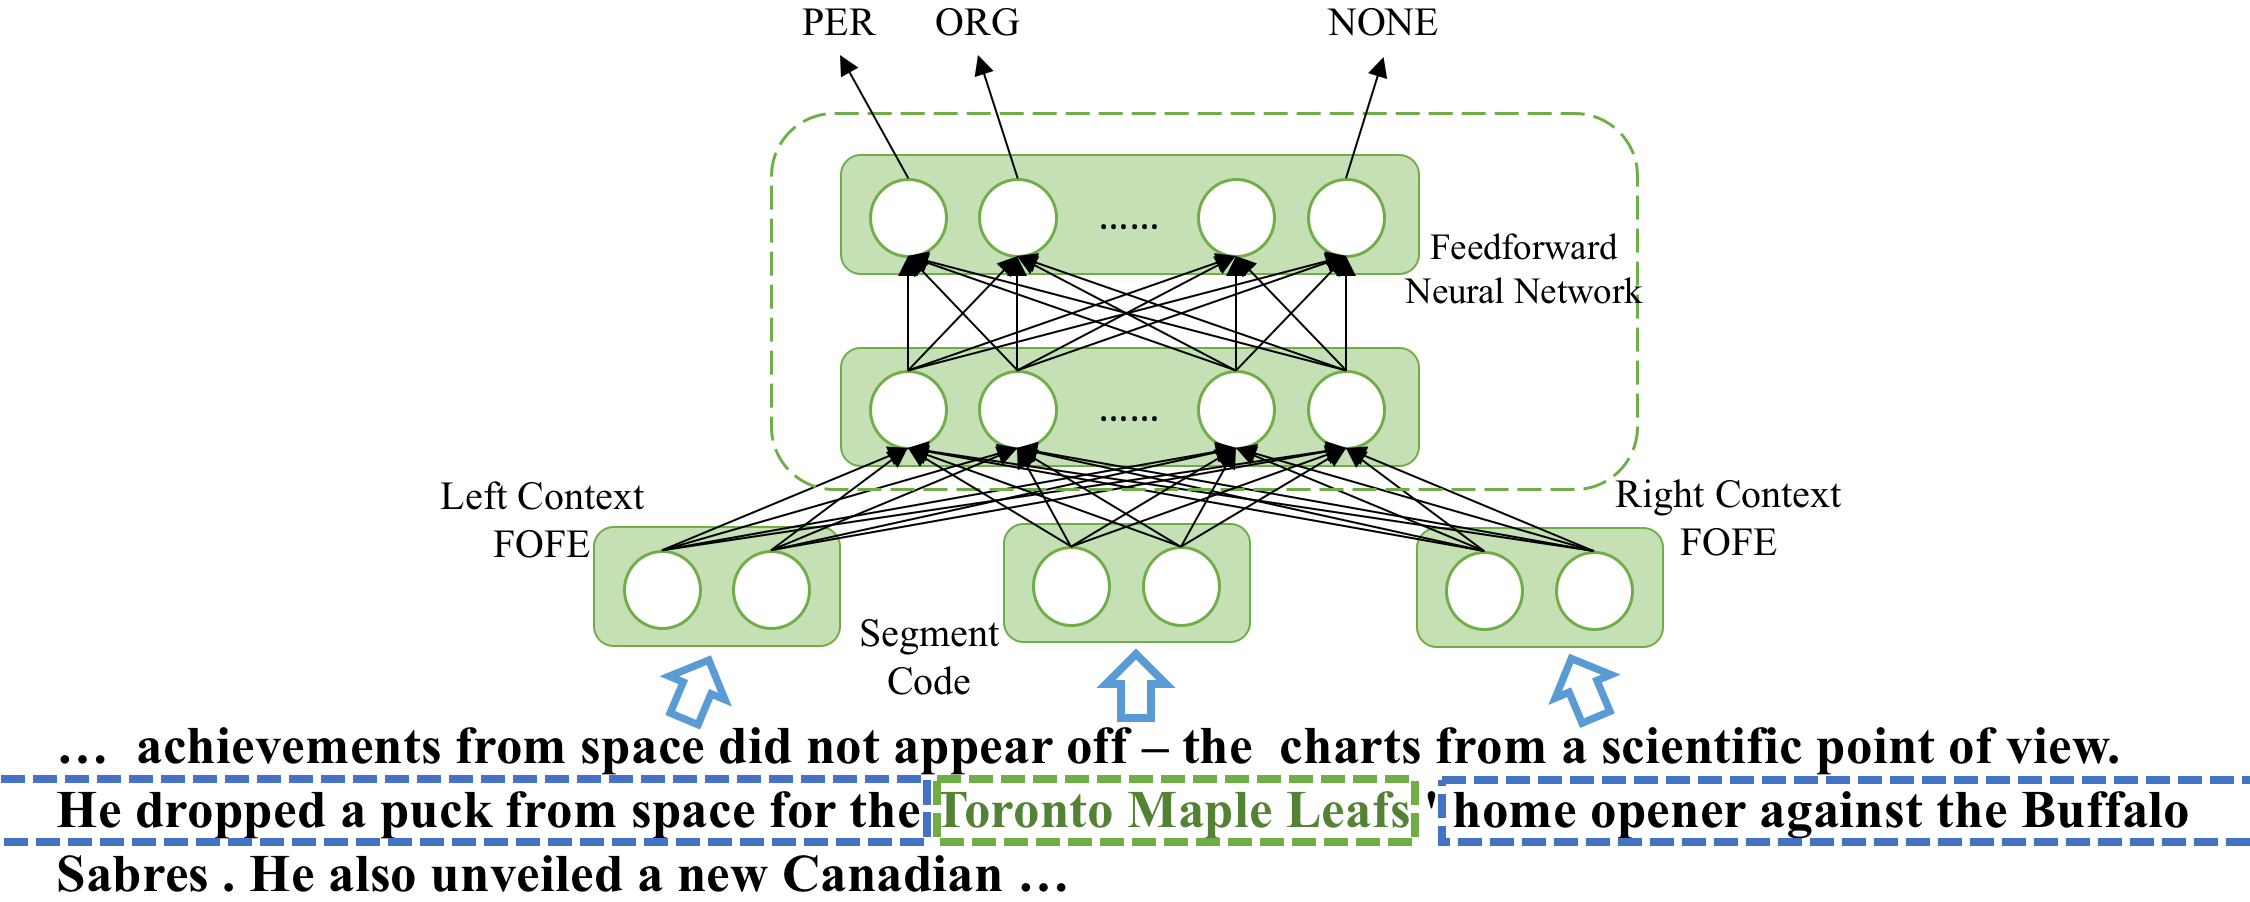 PER ORG NONE
......
Feedforward
Neural Network
......
Left Context
FOFE
Right Context
FOFE
Segment
Code
… achievements from space did not appear off – the charts from a scientific point of view.
He dropped a puck from space for the Toronto Maple Leafs ' home opener against the Buffalo
Sabres . He also unveiled a new Canadian …